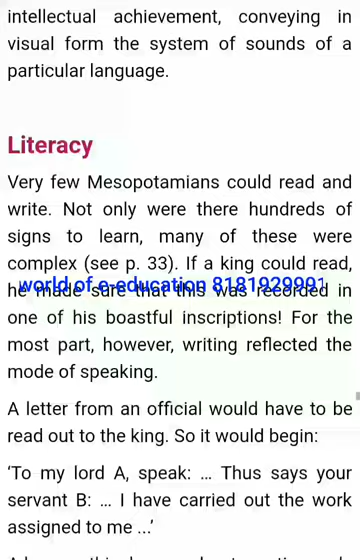 intellectual achievement, conveying in
visual form the system of sounds of a
particular language.
Literacy
Very few Mesopotamians could read and
write. Not only were there hundreds of
signs to learn, many of these were
complex (see p. 33). If a king could read,
he made sure that this was recorded in
world of e-education 8181929991
one of his boastful inscriptions! For the
most part, however, writing reflected the
mode of speaking.
A letter from an official would have to be
read out to the king. So it would begin:
‘To my lord A, speak: ... Thus says your
servant B: ... I have carried out the work
assigned to me ...’